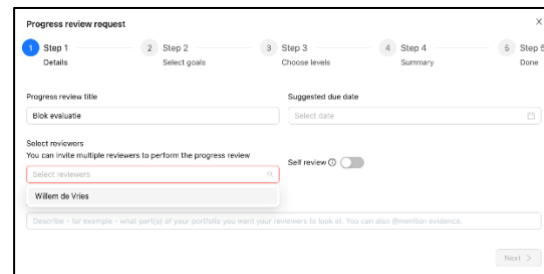 Progress review request
1 Step 1 2 Step 2 3 Step 3 4 Step 4 5 Step 5
Details Select goals Choose levels Summary Done
Progress review title Suggested due date
Blok evaluatie Select date
Select reviewers
You can invite multiple reviewers to perform the progress review
Self review
Select reviewers
Willem de Vries
Describe - for example - what part(s) of your portfolio you want your reviewers to look at. You can also @mention evidence.
Next >